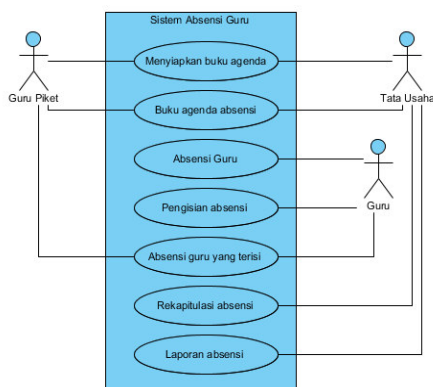 Sistem Absensi Guru
Menyiapkan buku agenda
Guru Piket
Tata Usaha
Buku agenda absensi
Absensi Guru
Pengisian absensi
Guru
Absensi guru yang terisi
Rekapitulasi absensi
Laporan absensi